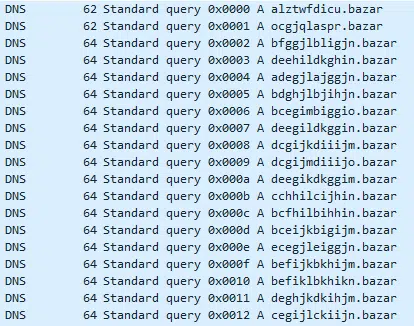 DNS 62 Standard query 0x0000 A alztwfdicu.bazar
DNS 62 Standard query 0x0001 A ocgjqlaspr.bazar
DNS 64 Standard query 0x0002 A bfggjlbligjn.bazar
DNS 64 Standard query 0x0003 A deehildkghin.bazar
DNS 64 Standard query 0x0004 A adegjlajggjn.bazar
DNS 64 Standard query 0x0005 A bdghjlbjihjn.bazar
DNS 64 Standard query 0x0006 A bcegimbiggio.bazar
DNS 64 Standard query 0x0007 A deegildkggin.bazar
DNS 64 Standard query 0x0008 A dcgijkdiiijm.bazar
DNS 64 Standard query 0x0009 A dcgijmdiiijo.bazar
DNS 64 Standard query 0x000a A deegikdkggim.bazar
DNS 64 Standard query 0x000b A cchhilcijhin.bazar
DNS 64 Standard query 0x000c A bcfhilbihhin.bazar
DNS 64 Standard query 0x000d A bceijkbigijm.bazar
DNS 64 Standard query 0x000e A ecegjleiggjn.bazar
DNS 64 Standard query 0x000f A befijkbkhijm.bazar
DNS 64 Standard query 0x0010 A befiklbkhikn.bazar
DNS 64 Standard query 0x0011 A deghjkdkihjm.bazar
DNS 64 Standard query 0x0012 A cegijlckiijn.bazar